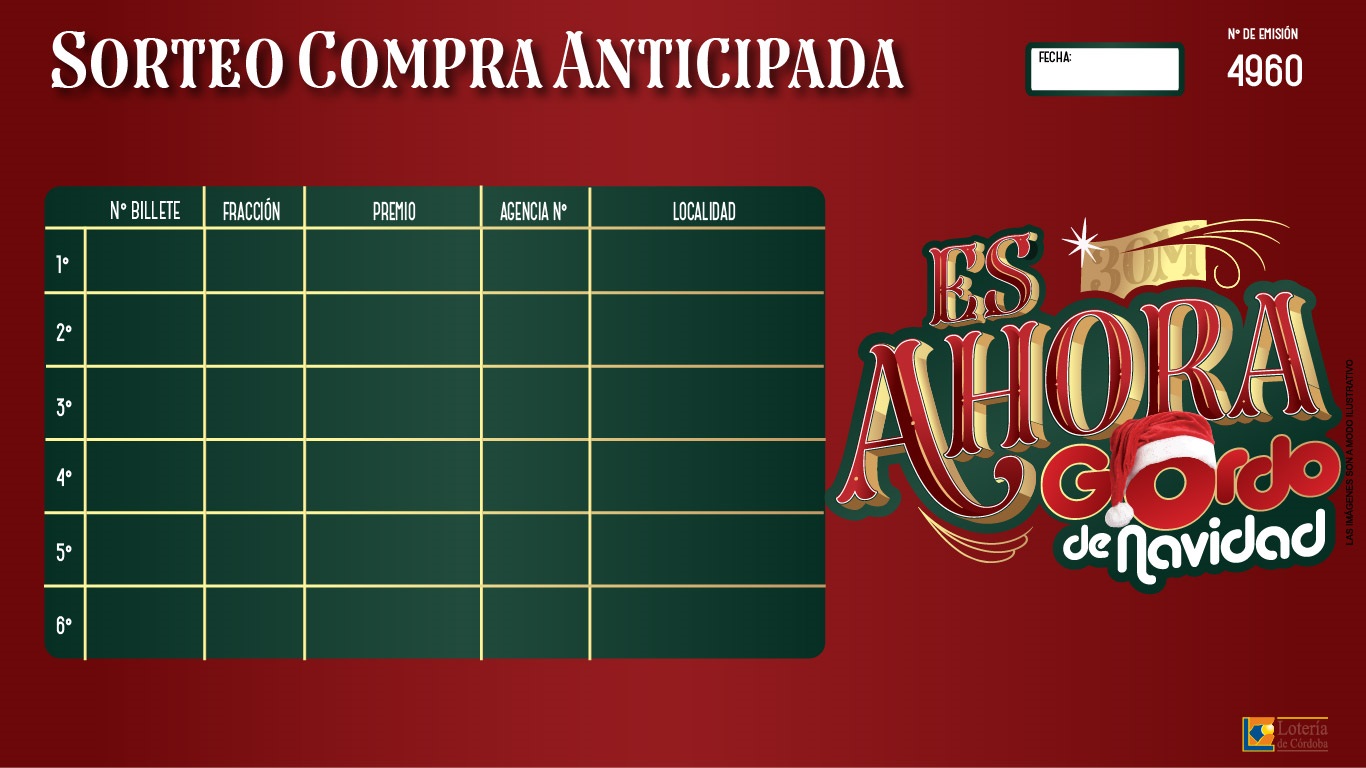 SORTEO COMPRA ANTICIPADA
FECHA:
Nº DE EMISIÓN
4960
Nº BILLETE FRACCIÓN PREMIO AGENCIA Nº LOCALIDAD
1º
2º
3º
4º
5º
6º
30M
ES
AHORA
GORDO
de Navidad
LAS IMÁGENES SON A MODO ILUSTRATIVO
Lotería
de Córdoba